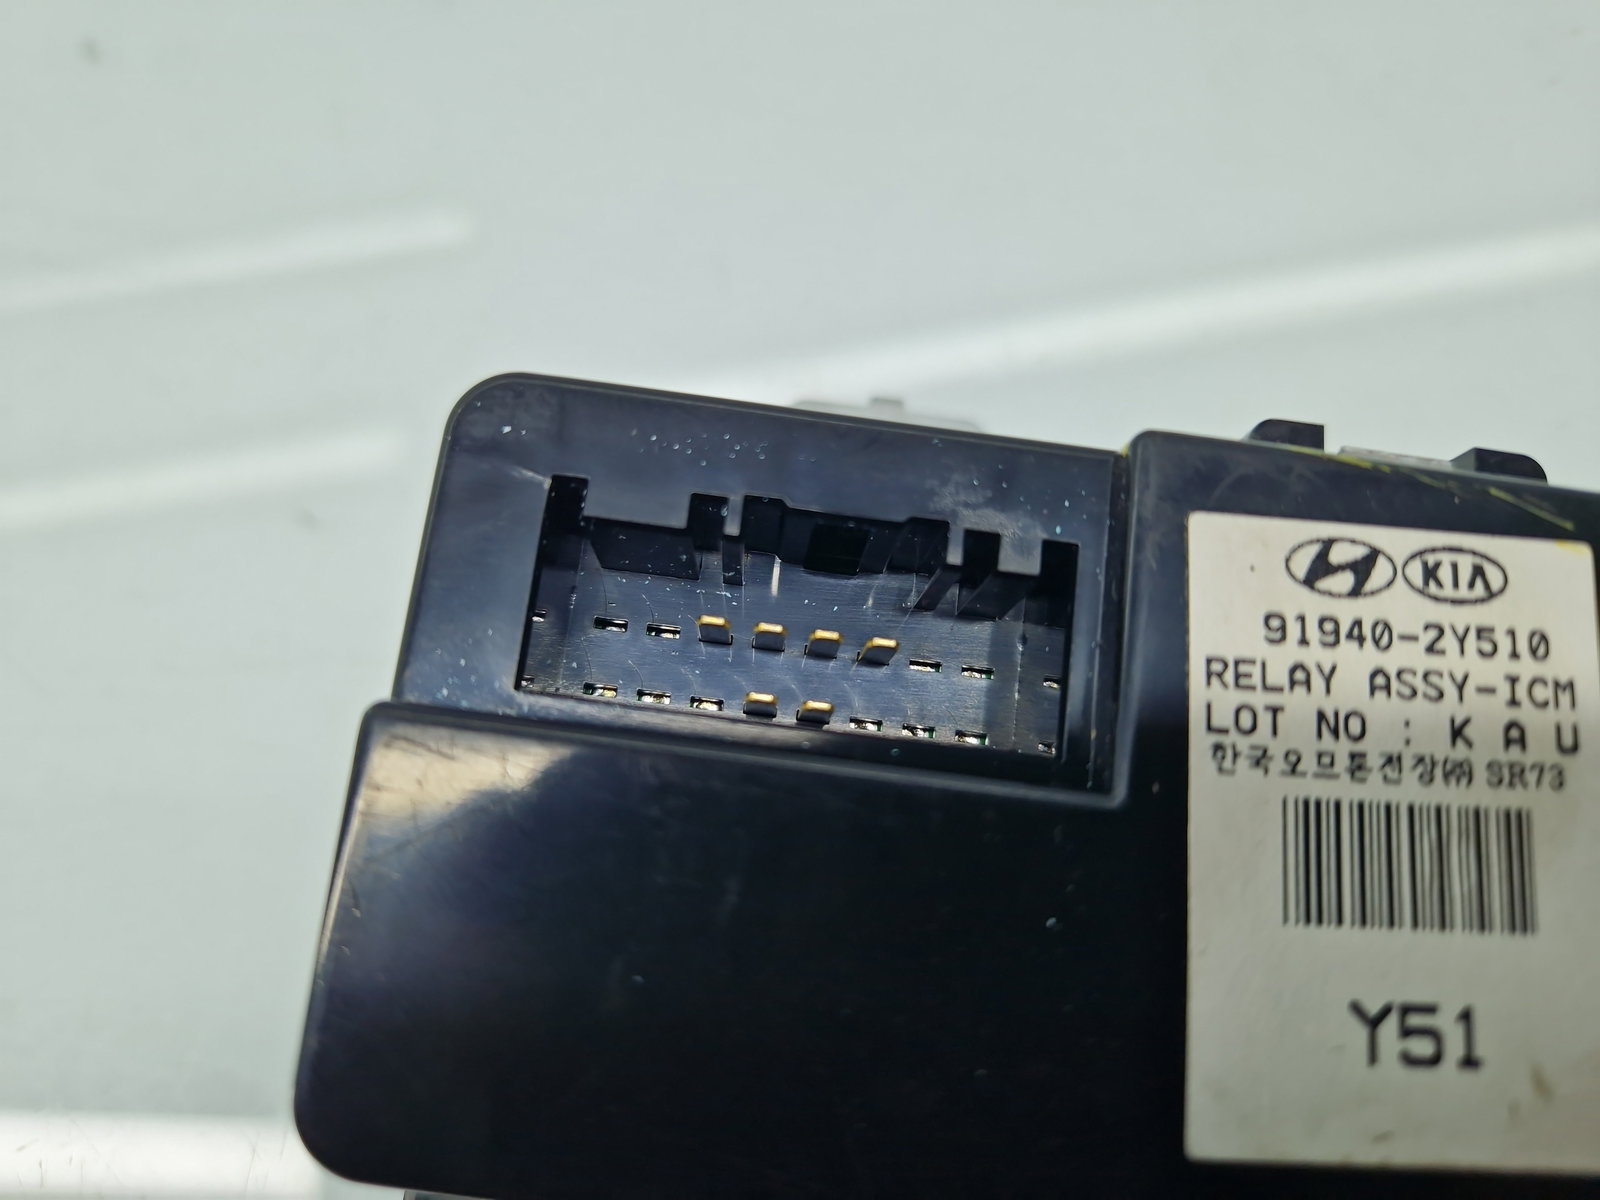 KIA
91940-2Y510
RELAY ASSY-ICM
LOT NO : K A U
한국오므론전장㈜ SR73
Y51